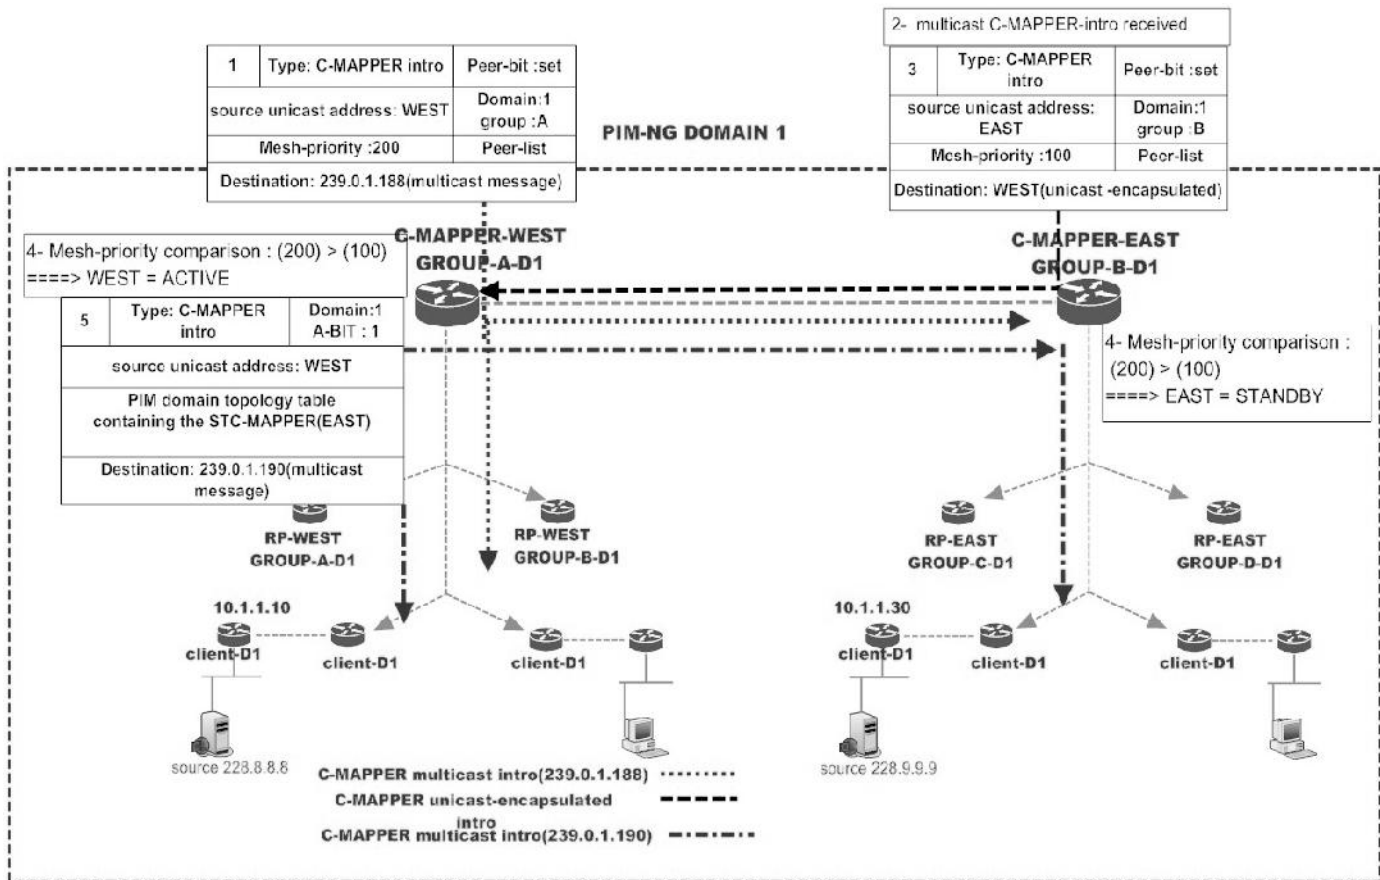 2- multicast C-MAPPER-intro received
1
Type: C-MAPPER intro
Peer-bit :set
source unicast address: WEST
Domain:1
group :A
Mesh-priority :200
Peer-list
Destination: 239.0.1.188(multicast message)
3
Type: C-MAPPER
intro
Peer-bit :set
source unicast address:
EAST
Domain:1
group :B
Mesh-priority :100
Peer-list
Destination: WEST(unicast -encapsulated)
PIM-NG DOMAIN 1
C-MAPPER-WEST
GROUP-A-D1
C-MAPPER-EAST
GROUP-B-D1
4- Mesh-priority comparison : (200) > (100)
====> WEST = ACTIVE
5
Type: C-MAPPER
intro
Domain:1
A-BIT : 1
source unicast address: WEST
PIM domain topology table
containing the STC-MAPPER(EAST)
Destination: 239.0.1.190(multicast
message)
4- Mesh-priority comparison :
(200) > (100)
====> EAST = STANDBY
RP-WEST
GROUP-A-D1
RP-WEST
GROUP-B-D1
RP-EAST
GROUP-C-D1
RP-EAST
GROUP-D-D1
10.1.1.10
client-D1
client-D1
client-D1
10.1.1.30
client-D1
client-D1
client-D1
source 228.8.8.8
source 228.9.9.9
C-MAPPER multicast intro(239.0.1.188)
C-MAPPER unicast-encapsulated
intro
C-MAPPER multicast intro(239.0.1.190)